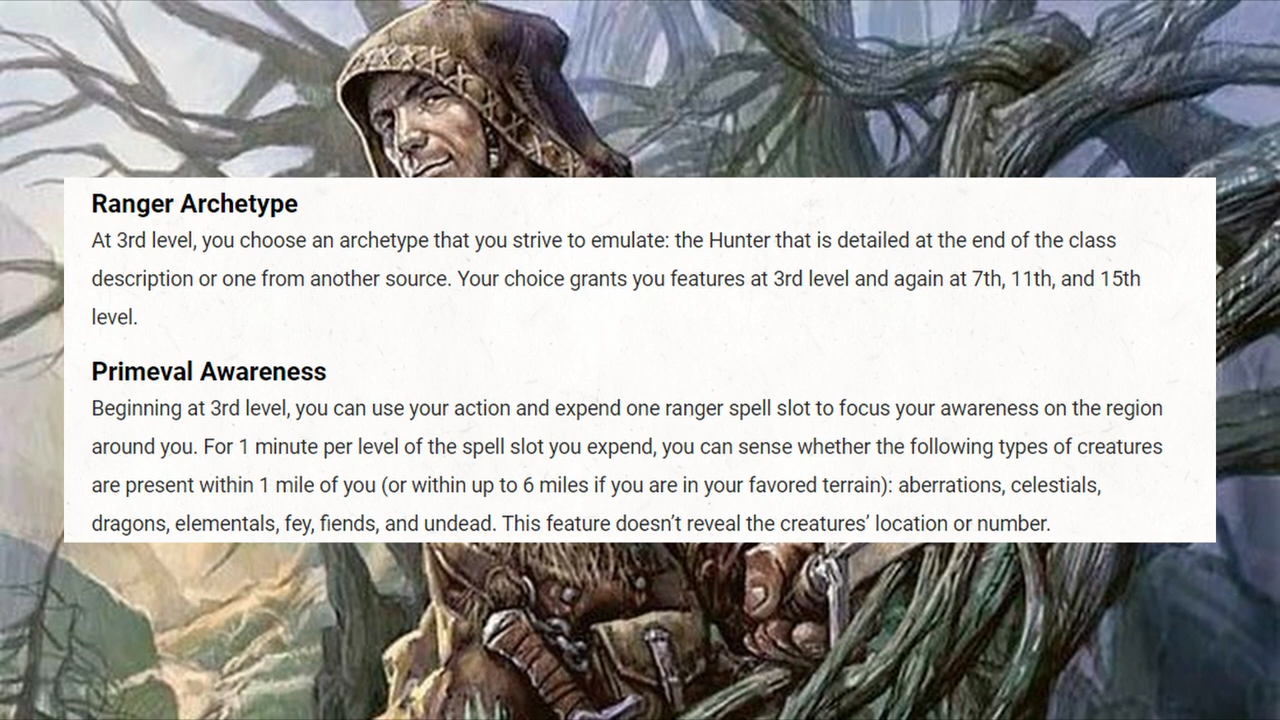 Ranger Archetype
At 3rd level, you choose an archetype that you strive to emulate: the Hunter that is detailed at the end of the class
description or one from another source. Your choice grants you features at 3rd level and again at 7th, 11th, and 15th
level.
Primeval Awareness
Beginning at 3rd level, you can use your action and expend one ranger spell slot to focus your awareness on the region
around you. For 1 minute per level of the spell slot you expend, you can sense whether the following types of creatures
are present within 1 mile of you (or within up to 6 miles if you are in your favored terrain): aberrations, celestials,
dragons, elementals, fey, fiends, and undead. This feature doesn’t reveal the creatures’ location or number.